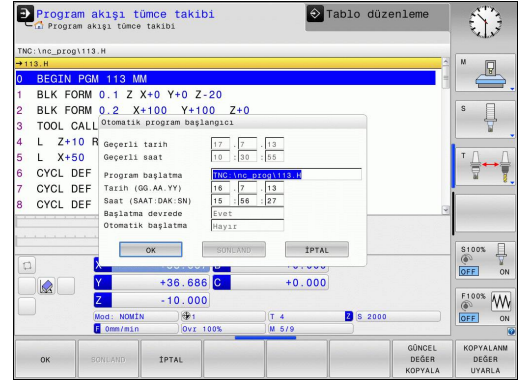 Program akışı tümce takibi
Program akışı tümce takibi
Tablo düzenleme
TNC:\nc_prog\113.H
→113.H
0 BEGIN PGM 113 MM
1 BLK FORM 0.1 Z X+0 Y+0 Z-20
2 BLK FORM 0.2 X+100 Y+100 Z+0
3 TOOL CALL
4 L Z+10 R
5 L X+50
6 CYCL DEF
7 CYCL DEF
8 CYCL DEF
Otomatik program başlangıcı
Geçerli tarih 17 . 7 . 13
Geçerli saat 10 : 30 : 55
Program başlatma TNC:\nc_prog\113.H
Tarih (GG.AA.YY) 16 . 7 . 13
Saat (SAAT:DAK:SN) 15 : 56 : 27
Başlatma devrede Evet
Otomatik başlatma Hayır
OK SONLAND İPTAL
X
Y +36.686 C +0.000
Z -10.000
Mod: NOMİN 1 T 4 Z S 2000
F 0mm/min Ovr 100% M 5/9
M
S
T
S100%
OFF ON
F100%
OFF ON
OK SONLAND İPTAL
GÜNCEL DEĞER KOPYALA
KOPYALANM DEĞER UYARLA